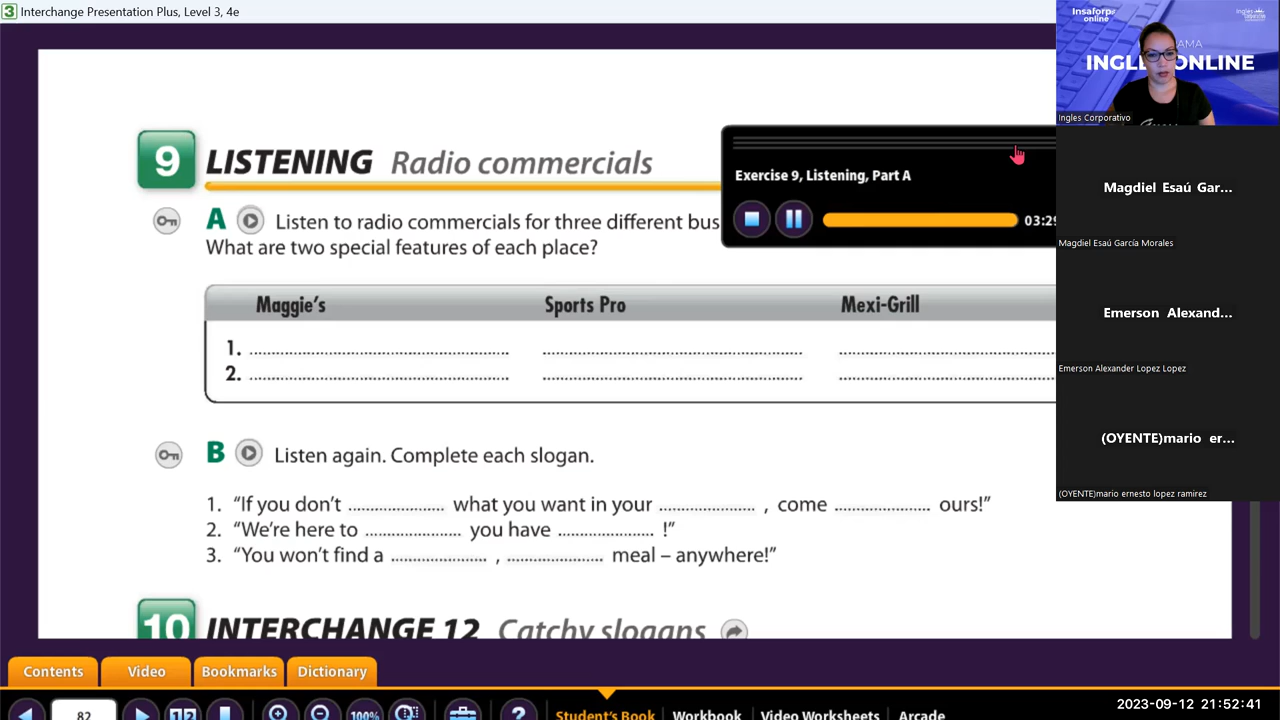 3 Interchange Presentation Plus, Level 3, 4e
Insaforp
online
INGLÉS ONLINE
Ingles Corporativo
9 LISTENING Radio commercials
Exercise 9, Listening, Part A
03:29
A Listen to radio commercials for three different bus
What are two special features of each place?
Maggie's Sports Pro Mexi-Grill
1. ........................................ ........................................ ........................................
2. ........................................ ........................................ ........................................
B Listen again. Complete each slogan.
1. “If you don't ...................... what you want in your ...................... , come ...................... ours!”
2. “We're here to ...................... you have ...................... !”
3. “You won't find a ...................... , ...................... meal – anywhere!”
10 INTERCHANGE 12 Catchy slogans
Magdiel Esaú Gar...
Magdiel Esaú García Morales
Emerson Alexand...
Emerson Alexander Lopez Lopez
(OYENTE)mario er...
(OYENTE)mario ernesto lopez ramirez
Contents Video Bookmarks Dictionary
82 1 2 100% ? Student's Book Workbook Video Worksheets Arcade
2023-09-12 21:52:41